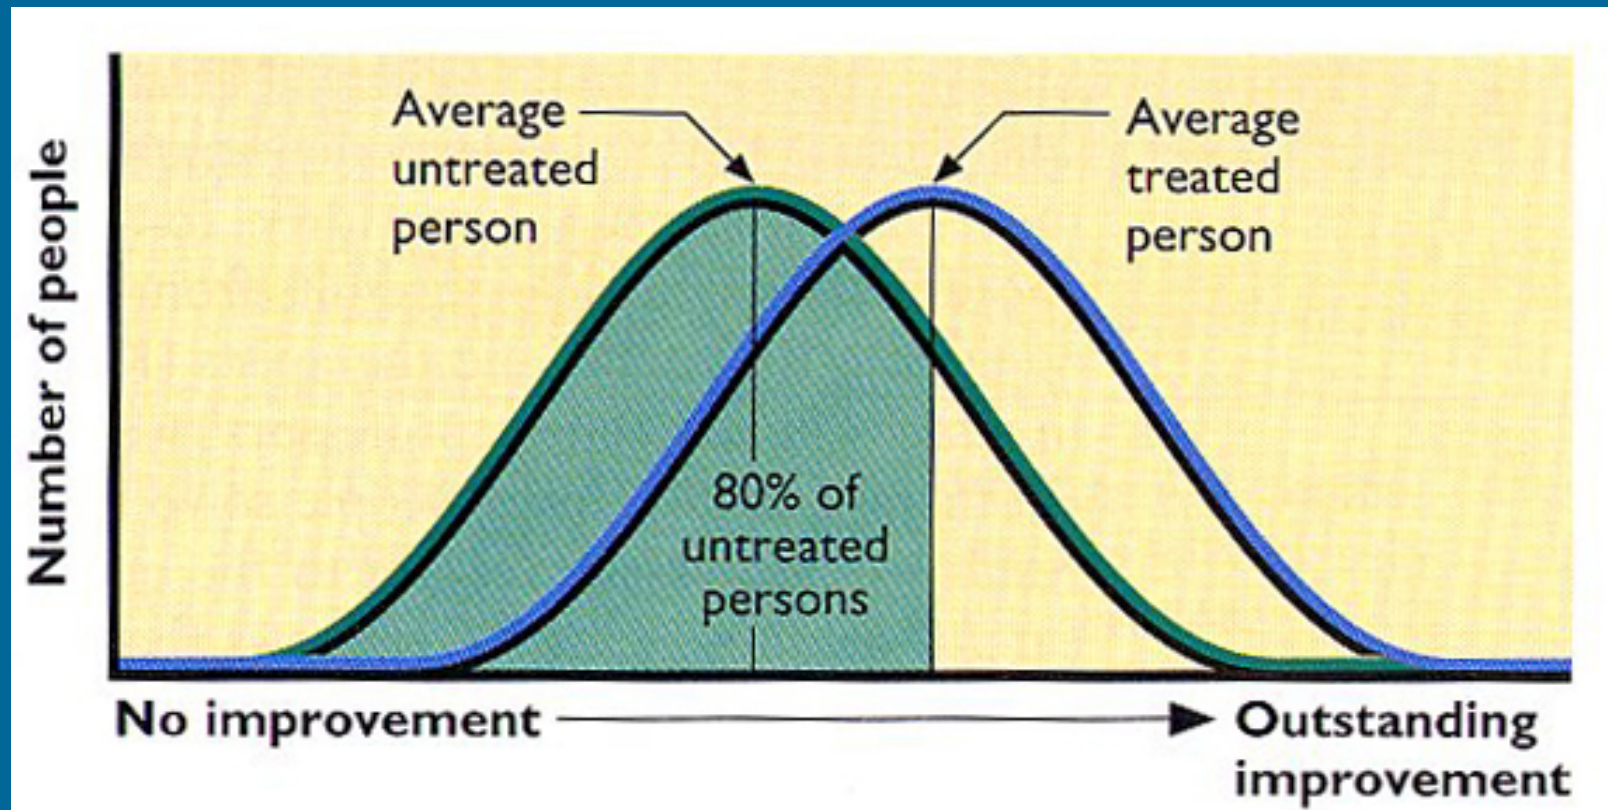 Number of people
Average
untreated
person
Average
treated
person
80% of
untreated
persons
No improvement
Outstanding
improvement